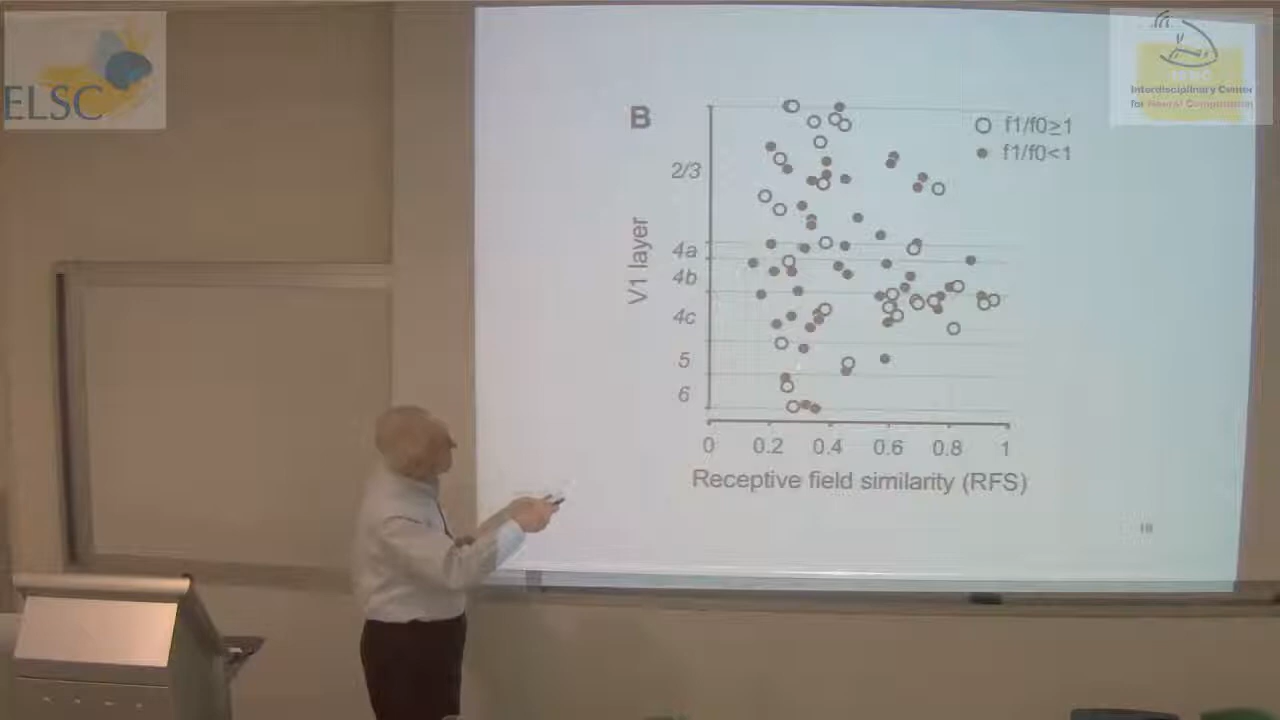 ELSC
Interdisciplinary Center
for Neural Computation
B
f1/f0≥1
f1/f0<1
2/3
4a
4b
4c
5
6
V1 layer
0 0.2 0.4 0.6 0.8 1
Receptive field similarity (RFS)